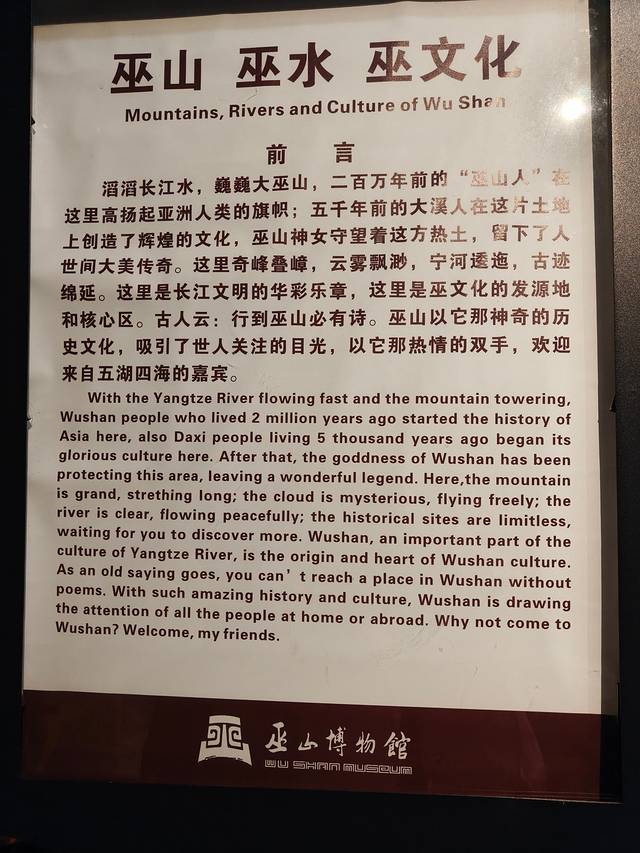 巫山 巫水 巫文化
Mountains, Rivers and Culture of Wu Shan
前 言
滔滔长江水，巍巍大巫山，二百万年前的“巫山人”在
这里高扬起亚洲人类的旗帜；五千年前的大溪人在这片土地
上创造了辉煌的文化，巫山神女守望着这方热土，留下了人
世间大美传奇。这里奇峰叠嶂，云雾飘渺，宁河逶迤，古迹
绵延。这里是长江文明的华彩乐章，这里是巫文化的发源地
和核心区。古人云：行到巫山必有诗。巫山以它那神奇的历
史文化，吸引了世人关注的目光，以它那热情的双手，欢迎
来自五湖四海的嘉宾。
With the Yangtze River flowing fast and the mountain towering,
Wushan people who lived 2 million years ago started the history of
Asia here, also Daxi people living 5 thousand years ago began its
glorious culture here. After that, the goddness of Wushan has been
protecting this area, leaving a wonderful legend. Here,the mountain
is grand, strething long; the cloud is mysterious, flying freely; the
river is clear, flowing peacefully; the historical sites are limitless,
waiting for you to discover more. Wushan, an important part of the
culture of Yangtze River, is the origin and heart of Wushan culture.
As an old saying goes, you can’t reach a place in Wushan without
poems. With such amazing history and culture, Wushan is drawing
the attention of all the people at home or abroad. Why not come to
Wushan? Welcome, my friends.
巫山博物館
WU SHAN MUSEUM